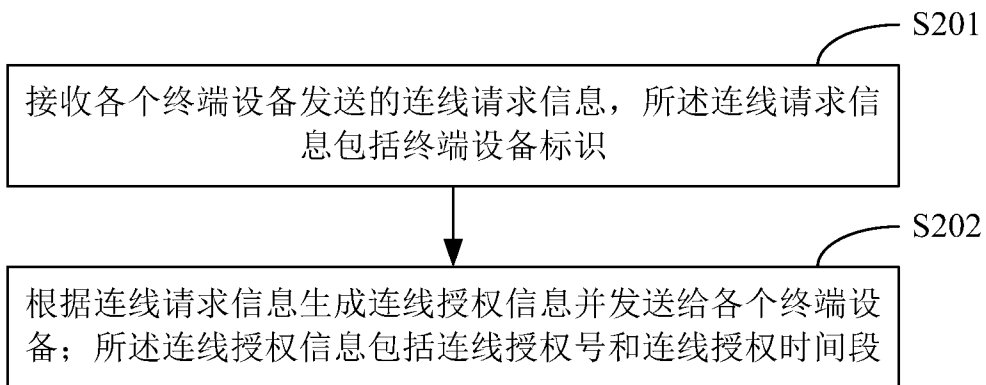 S201
接收各个终端设备发送的连线请求信息，所述连线请求信
息包括终端设备标识
S202
根据连线请求信息生成连线授权信息并发送给各个终端设
备；所述连线授权信息包括连线授权号和连线授权时间段